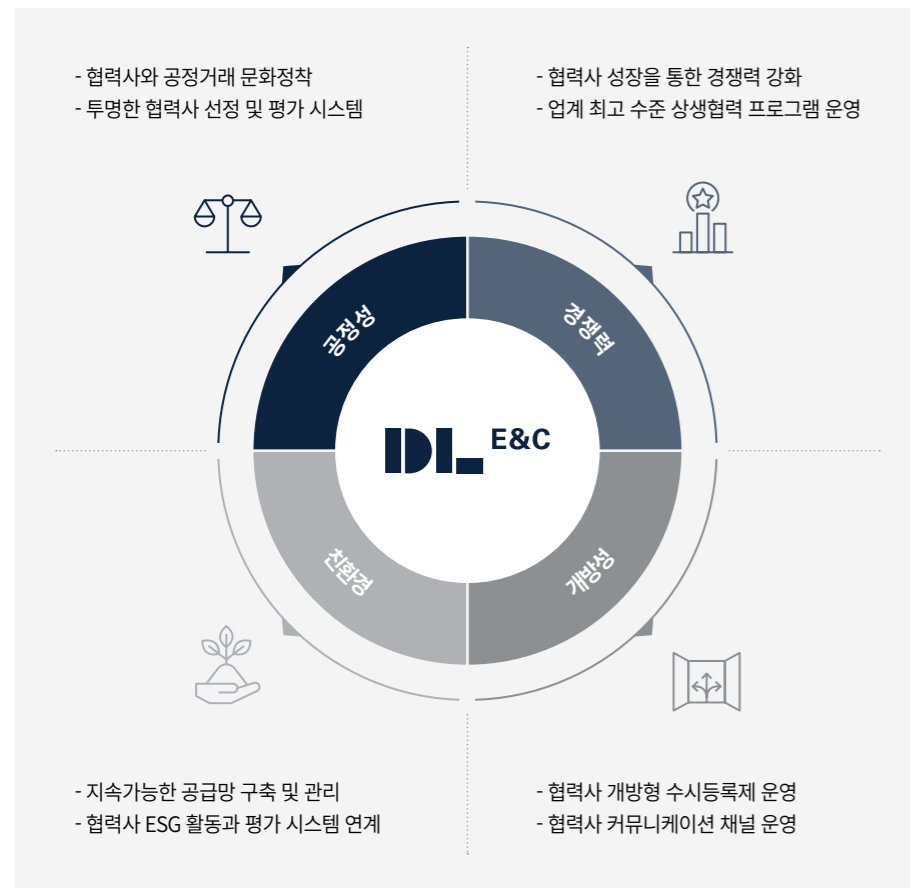 - 협력사와 공정거래 문화정착
- 투명한 협력사 선정 및 평가 시스템
- 협력사 성장을 통한 경쟁력 강화
- 업계 최고 수준 상생협력 프로그램 운영
공정성
경쟁력
DL E&C
친환경
개방성
- 지속가능한 공급망 구축 및 관리
- 협력사 ESG 활동과 평가 시스템 연계
- 협력사 개방형 수시등록제 운영
- 협력사 커뮤니케이션 채널 운영